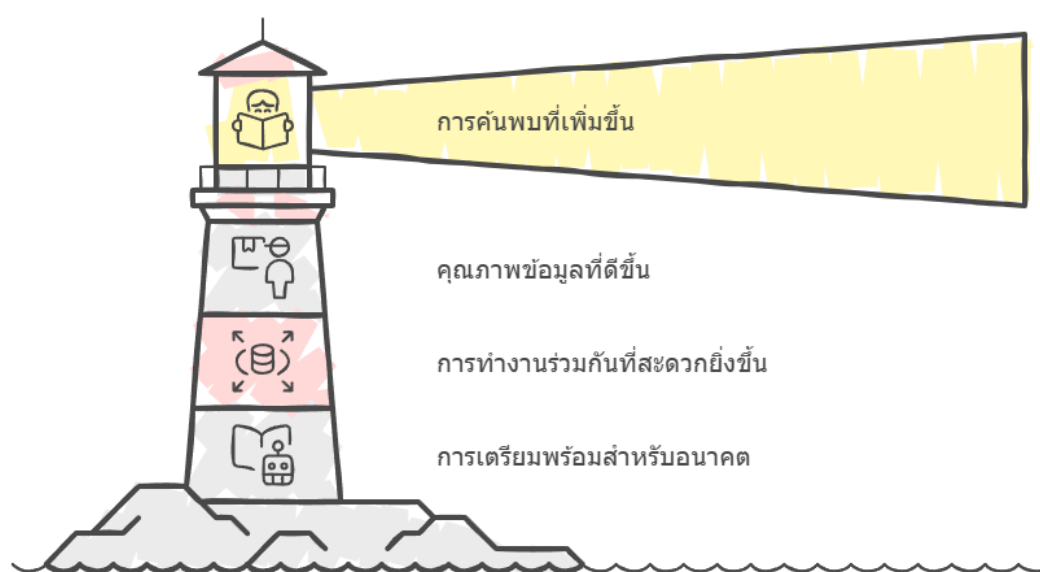 การค้นพบที่เพิ่มขึ้น
คุณภาพข้อมูลที่ดีขึ้น
การทำงานร่วมกันที่สะดวกยิ่งขึ้น
การเตรียมพร้อมสำหรับอนาคต